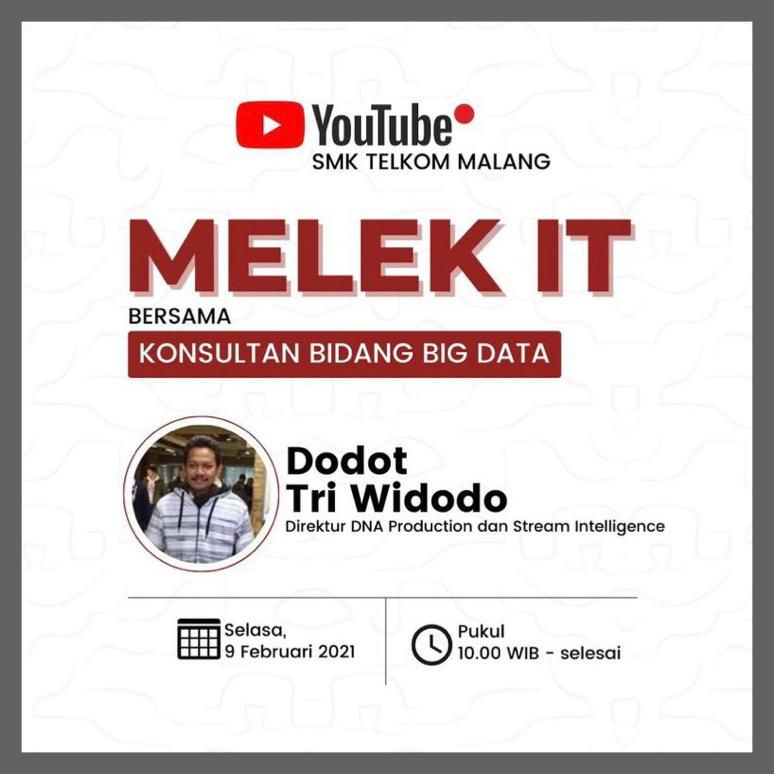 YouTube
SMK TELKOM MALANG
MELEK IT
BERSAMA
KONSULTAN BIDANG BIG DATA
Dodot
Tri Widodo
Direktur DNA Production dan Stream Intelligence
Selasa,
9 Februari 2021
Pukul
10.00 WIB - selesai